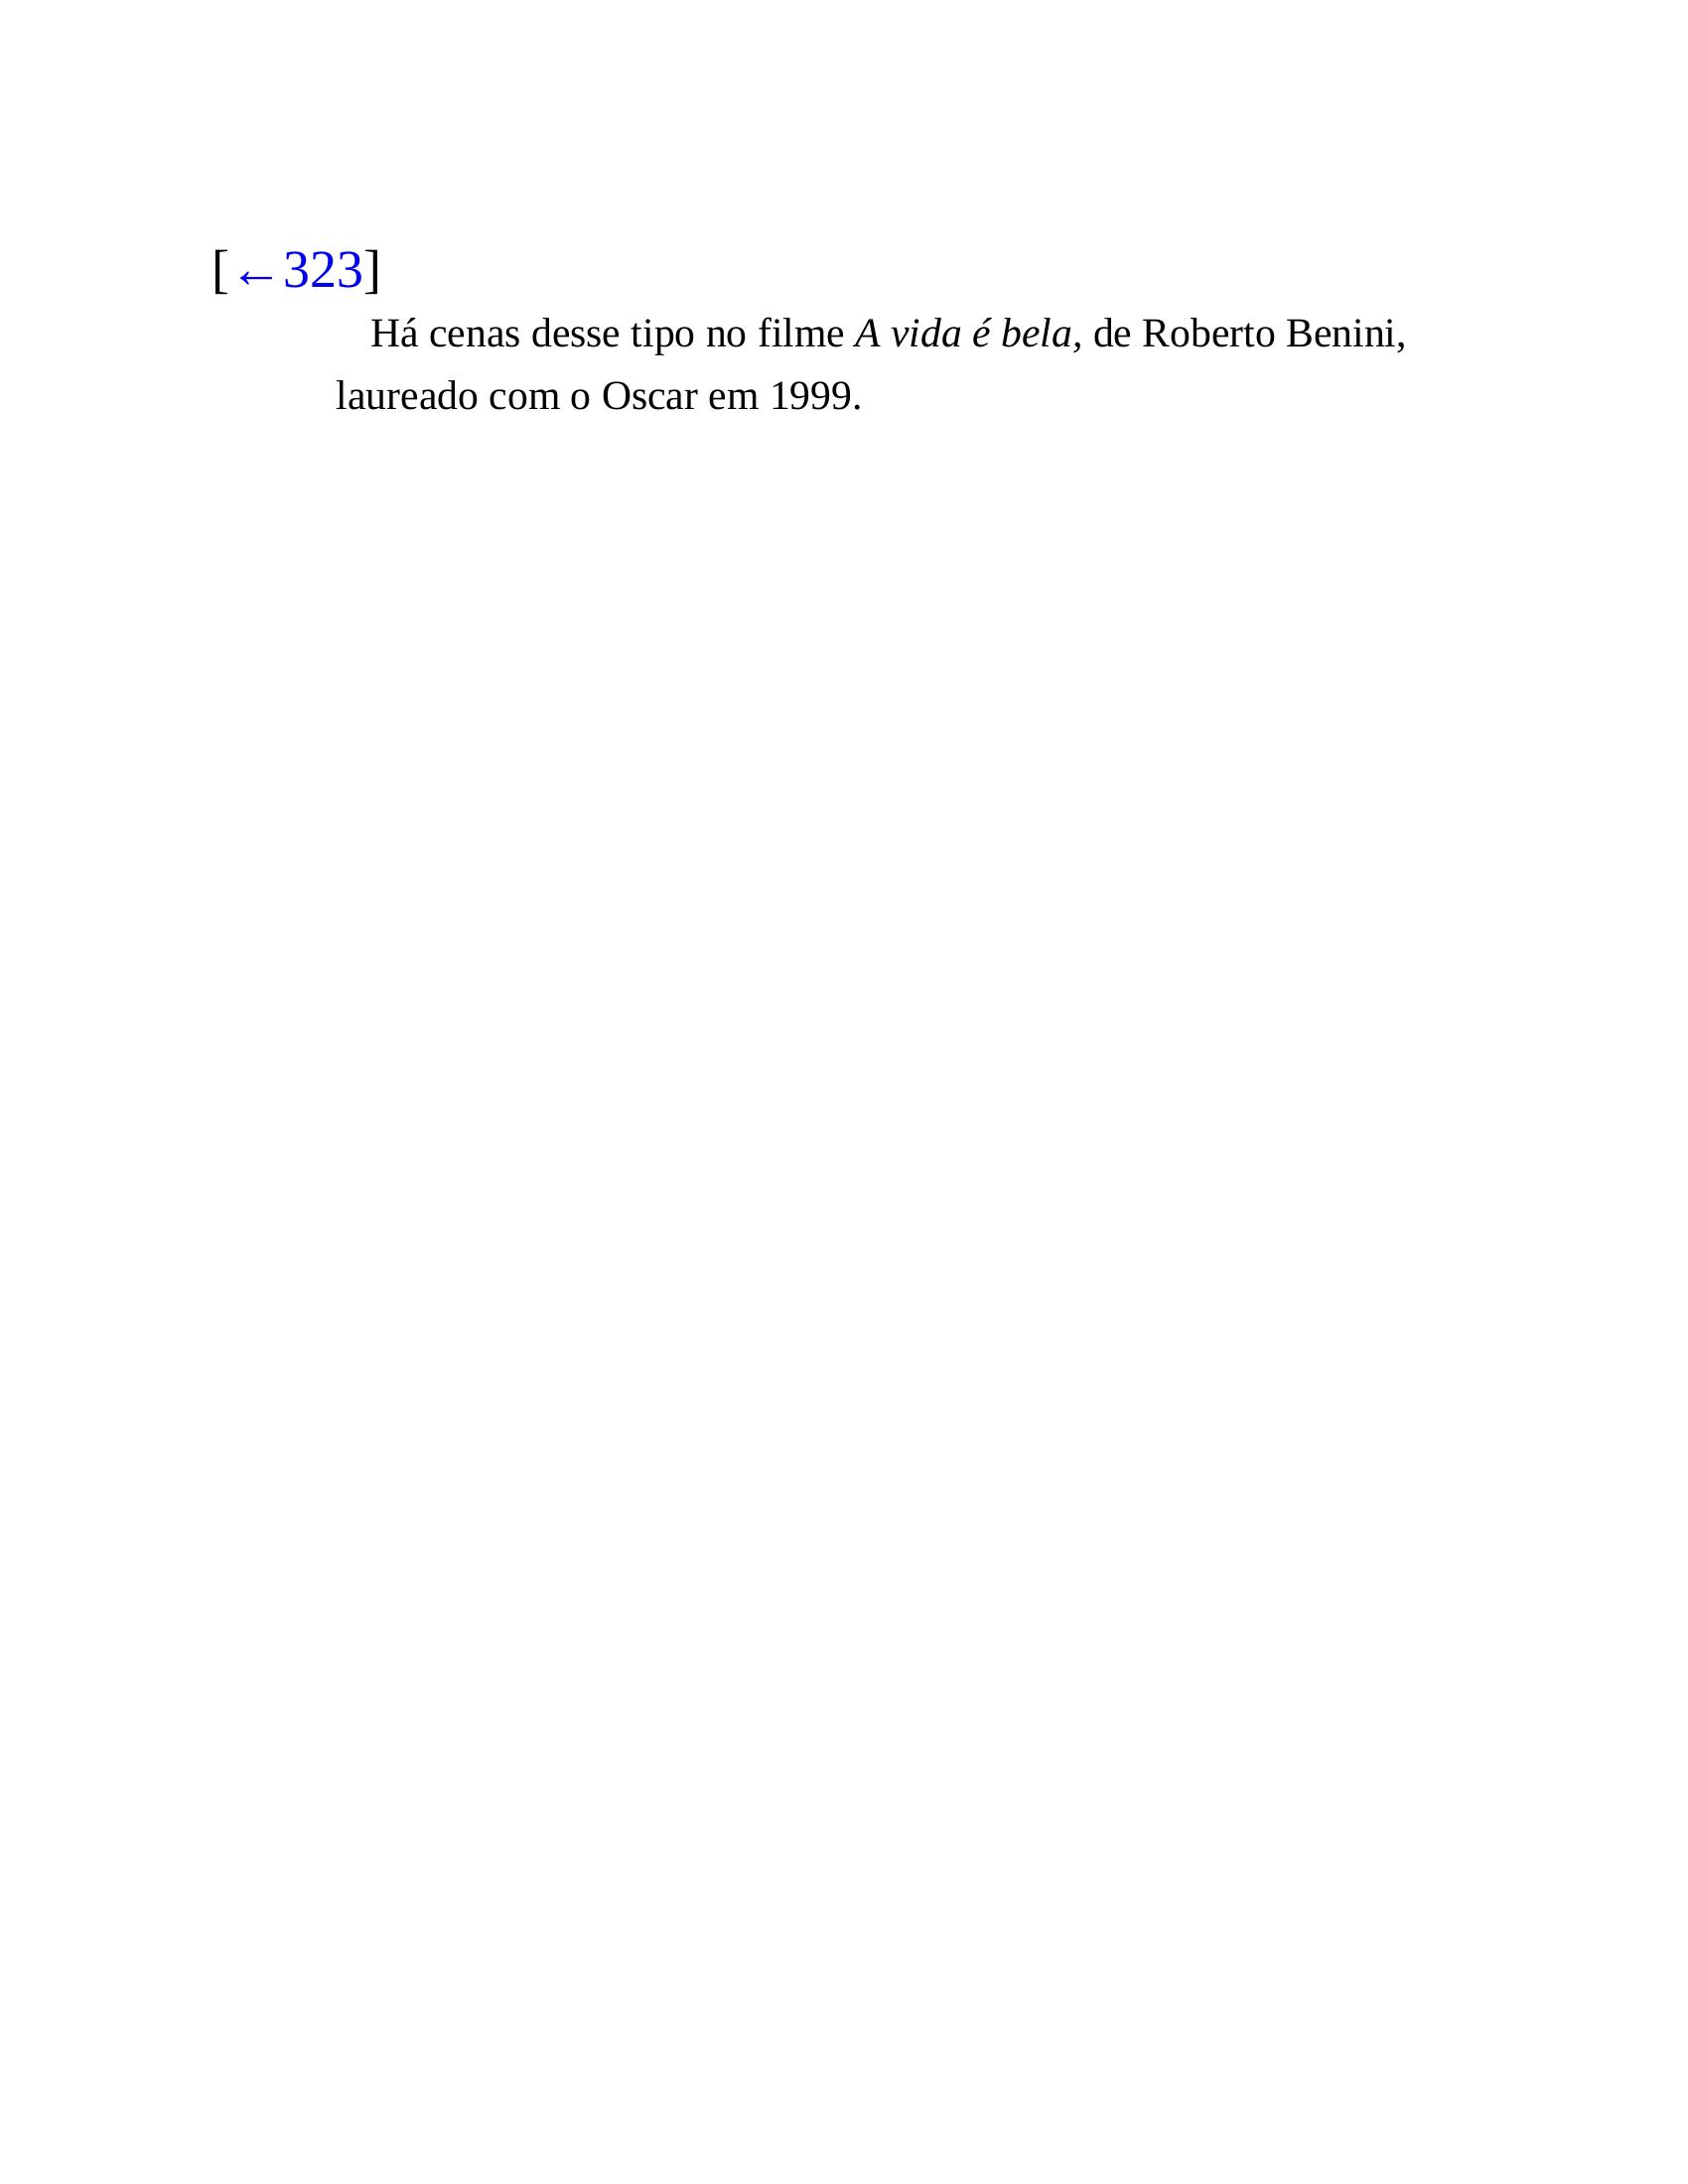 [←323]
Há cenas desse tipo no filme A vida é bela, de Roberto Benini,
laureado com o Oscar em 1999.